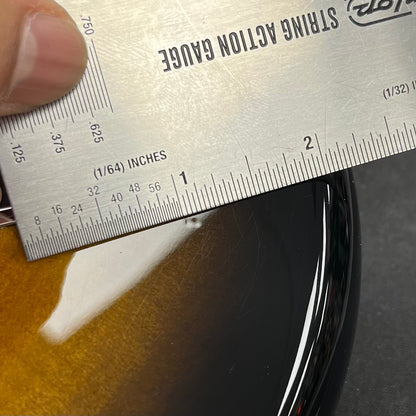 STRING ACTION GAUGE
.750
.625
.375
.125
(1/32) I
(1/64) INCHES
8 16 24 32 40 48 56 1 2